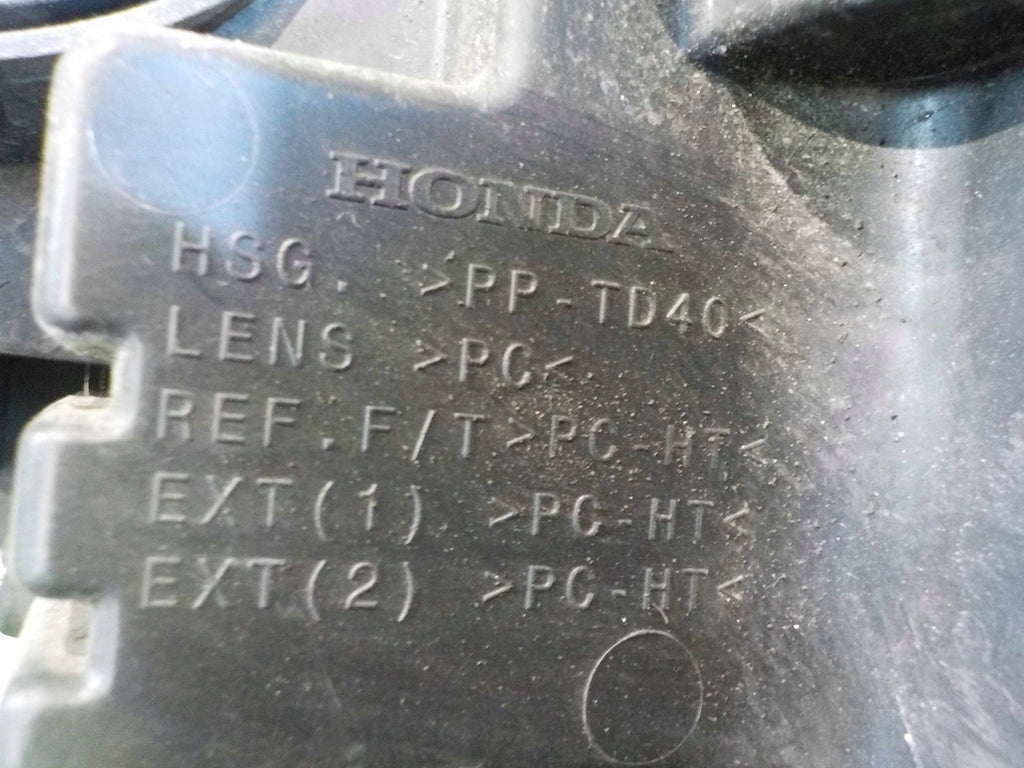 HONDA
HSG. >PP-TD40<
LENS >PC<
REF.F/T>PC-HT<
EXT(1) >PC-HT<
EXT(2) >PC-HT<